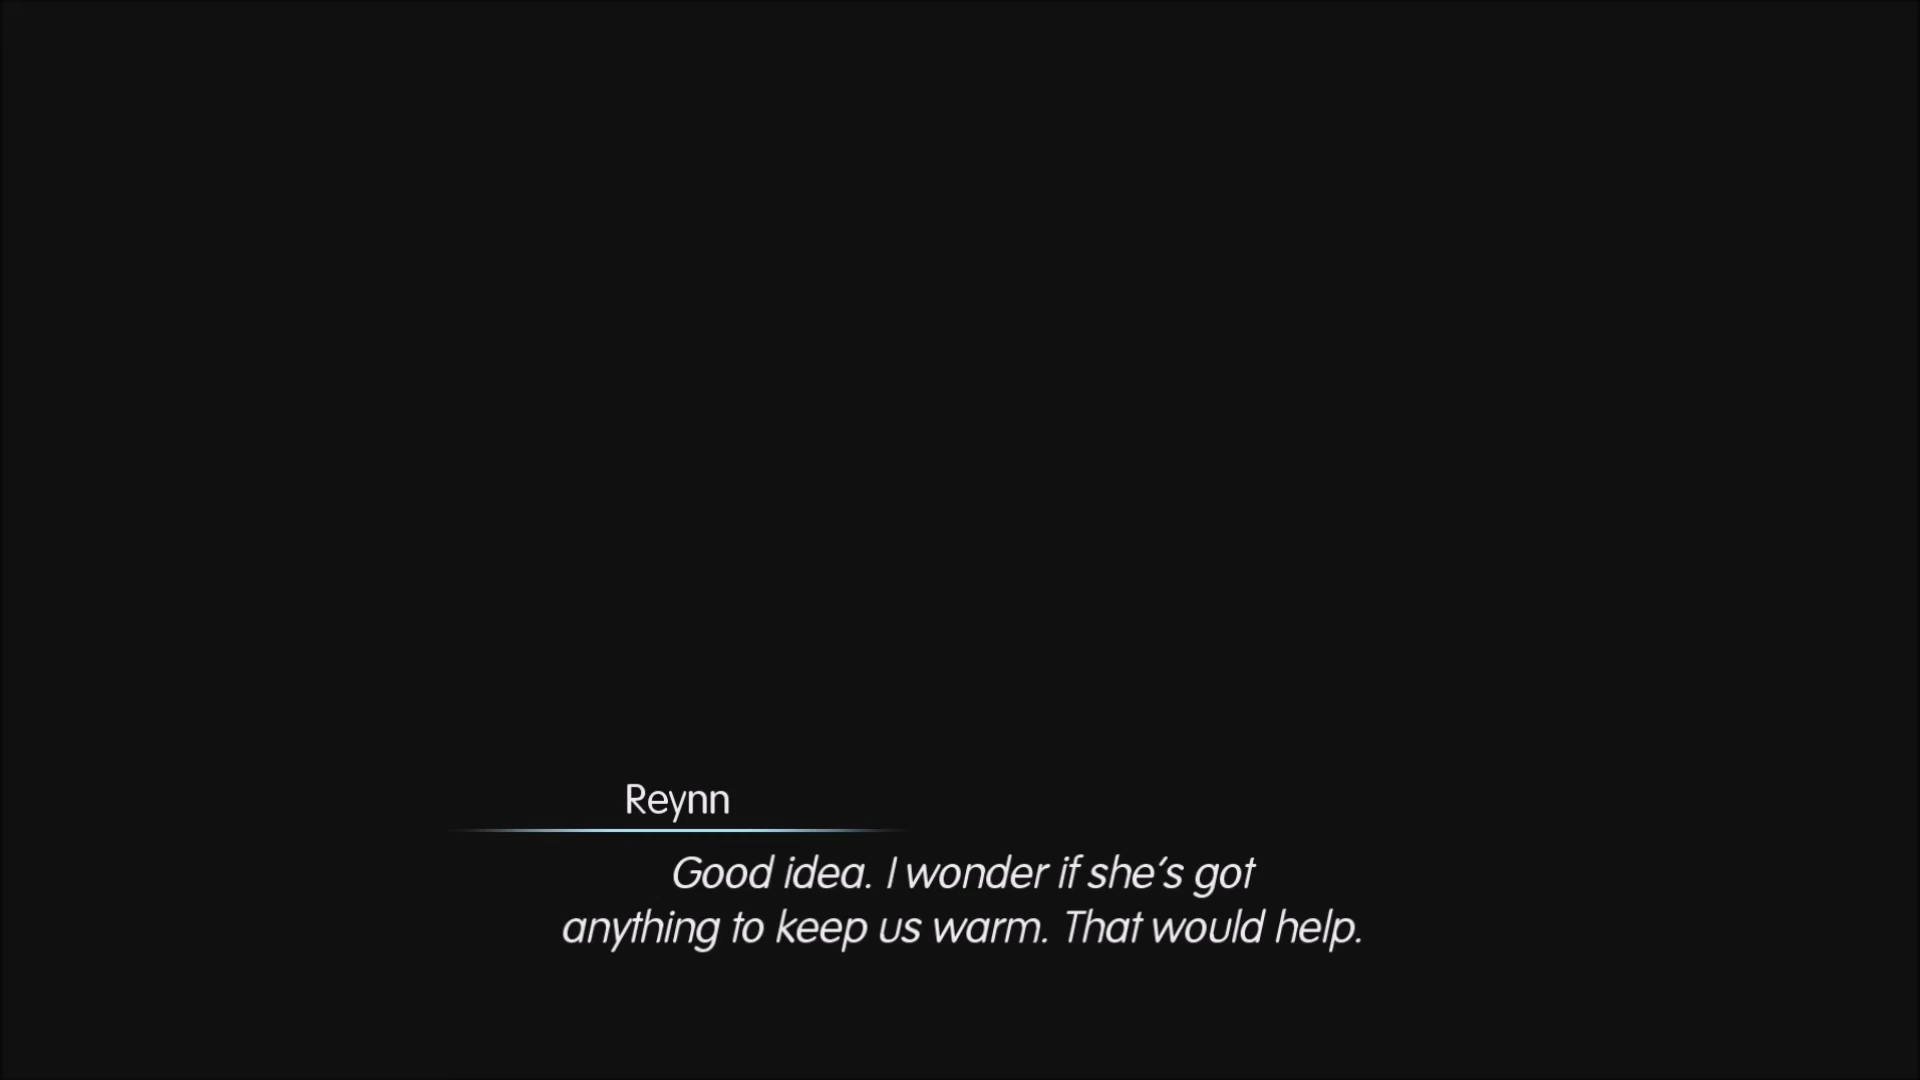 Reynn
Good idea. I wonder if she's got
anything to keep us warm. That would help.